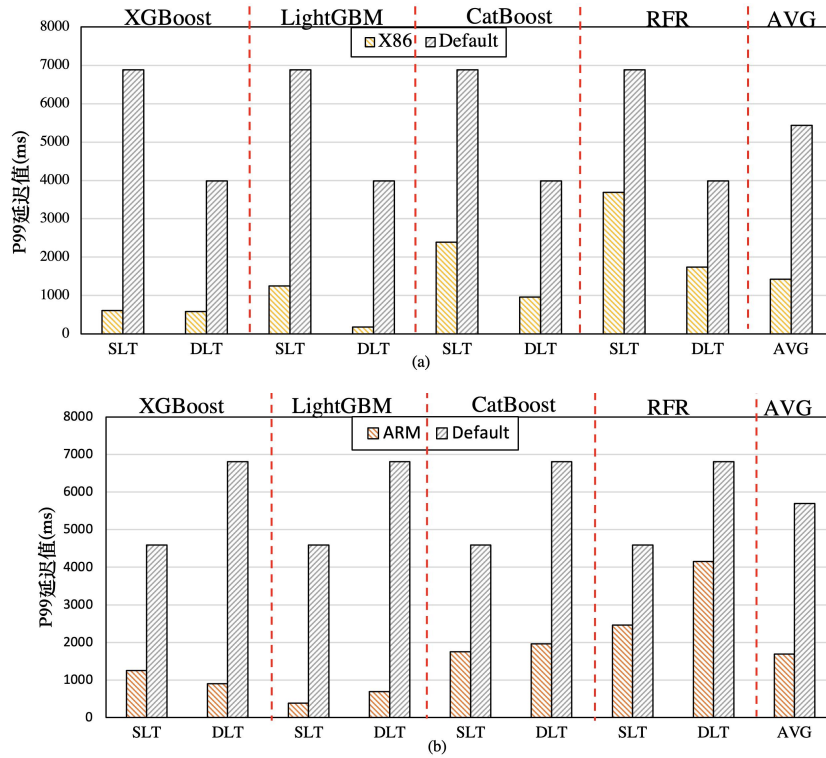 XGBoost LightGBM CatBoost RFR AVG
X86 Default
P99延迟值(ms)
8000
7000
6000
5000
4000
3000
2000
1000
0
SLT DLT SLT DLT SLT DLT SLT DLT AVG
(a)
XGBoost LightGBM CatBoost RFR AVG
ARM Default
P99延迟值(ms)
8000
7000
6000
5000
4000
3000
2000
1000
0
SLT DLT SLT DLT SLT DLT SLT DLT AVG
(b)